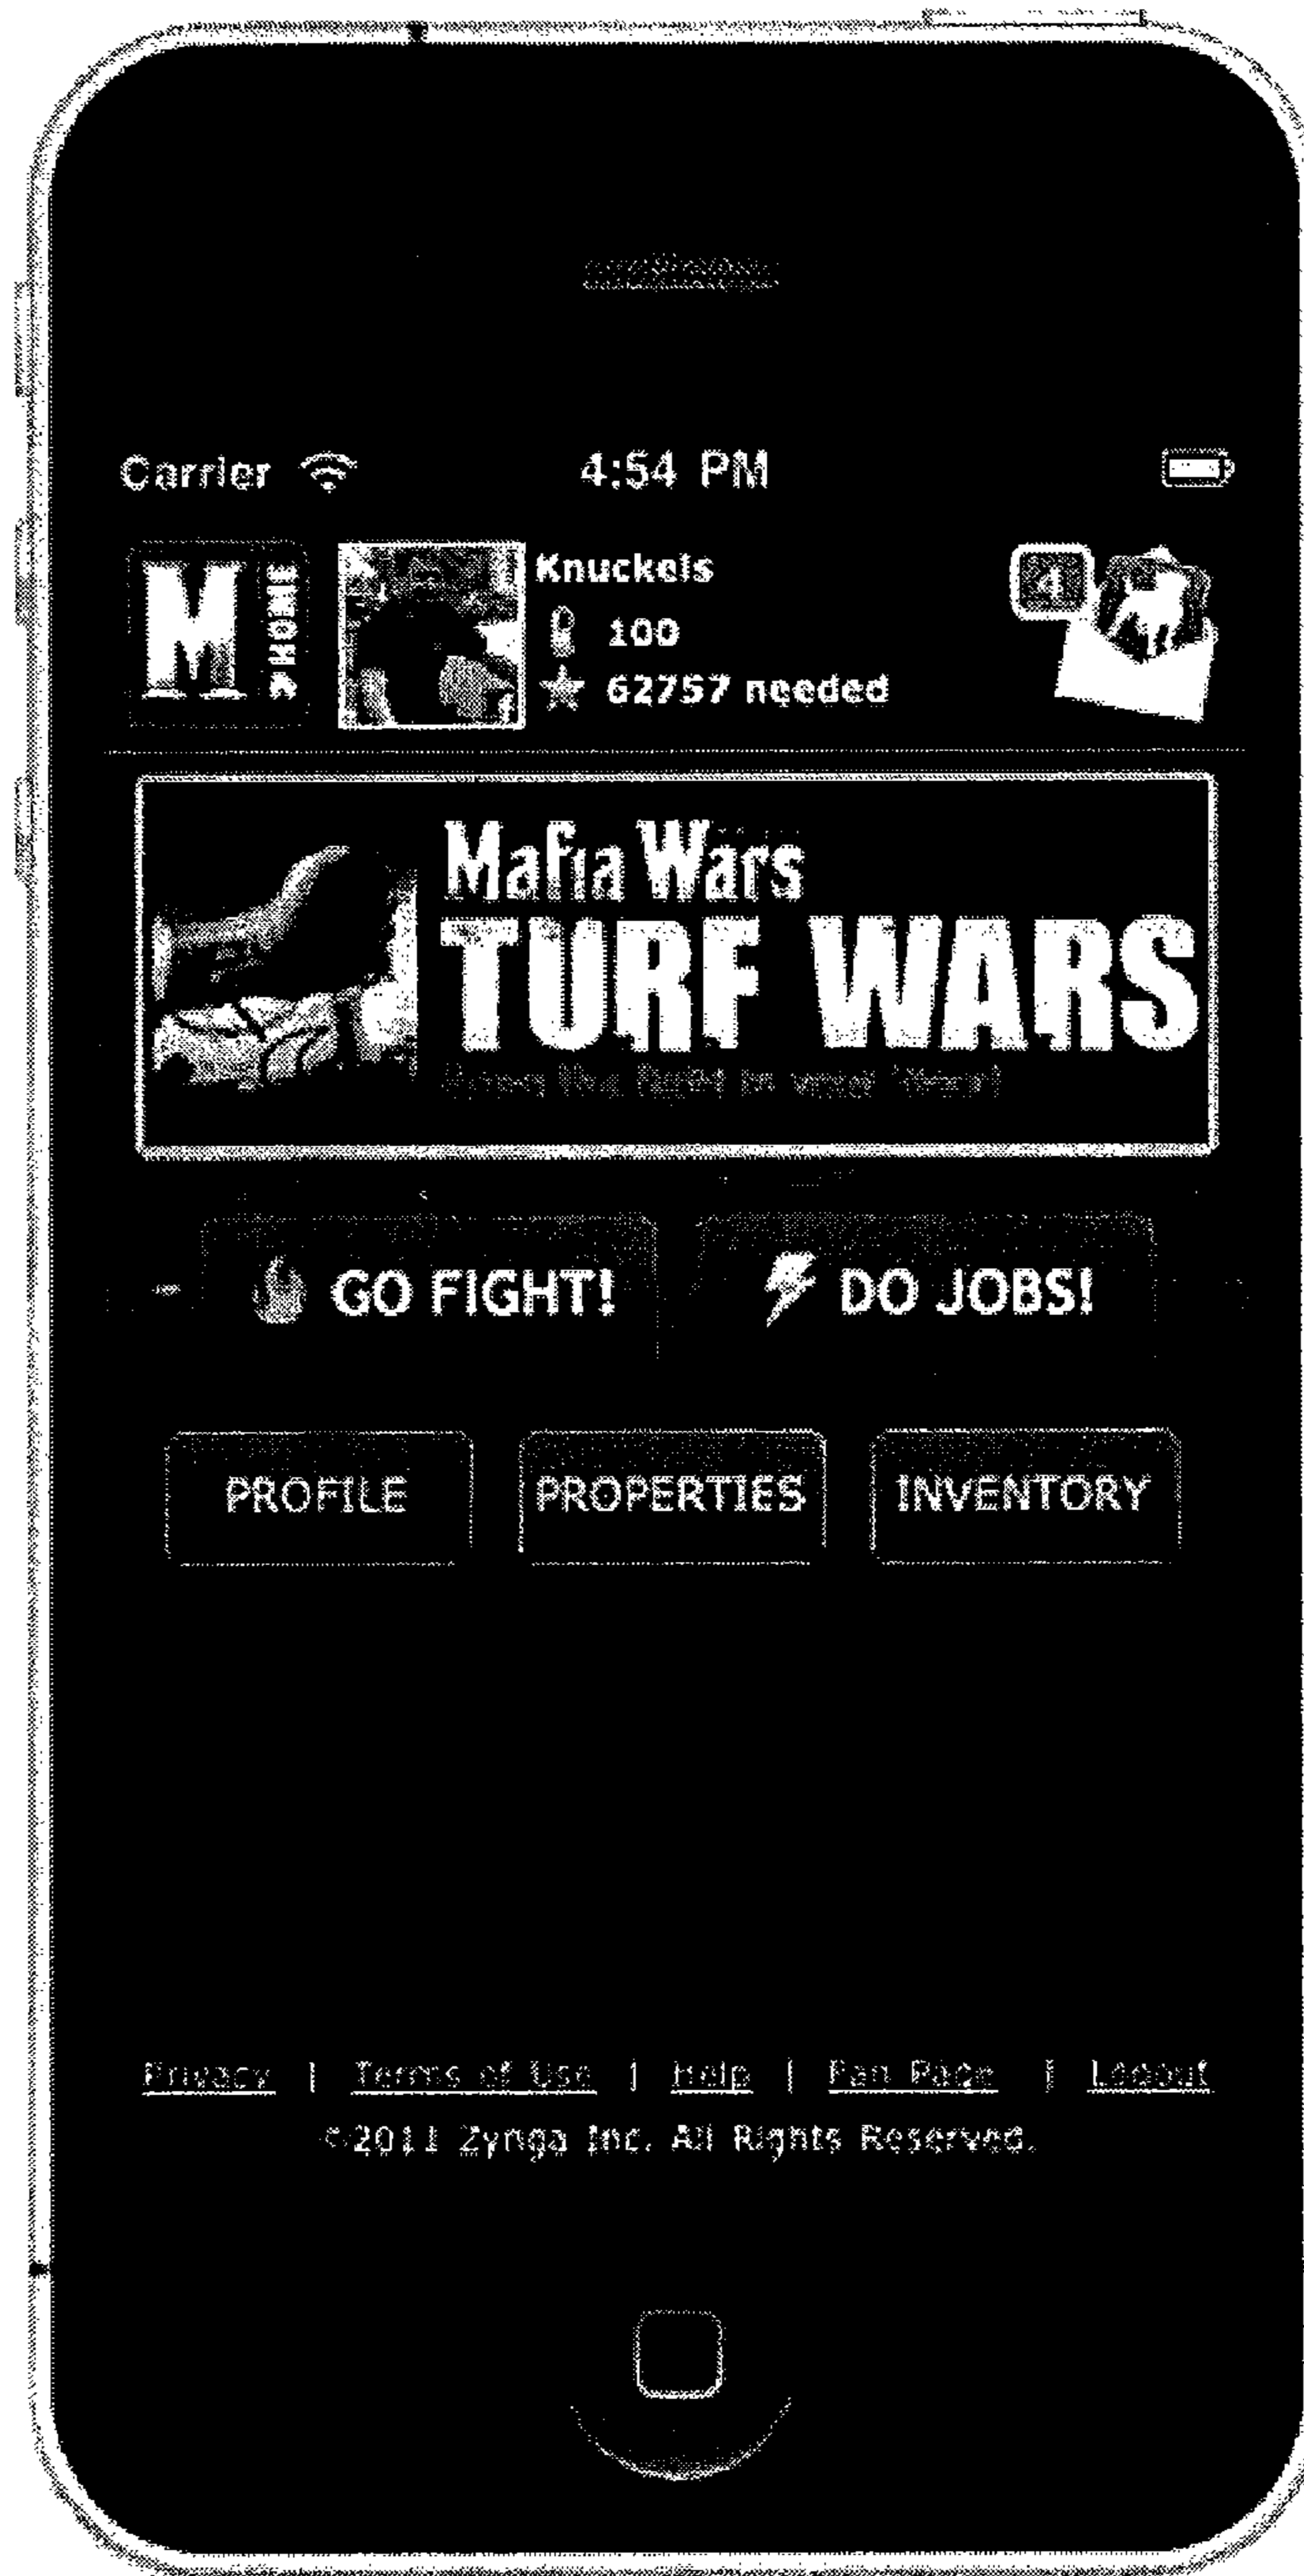 Carrier 4:54 PM
M HOME
Knuckels
100
62757 needed
4
Mafia Wars
TURF WARS
GO FIGHT! DO JOBS!
PROFILE PROPERTIES INVENTORY
Privacy | Terms of Use | Help | Fan Page | Logout
©2011 Zynga Inc. All Rights Reserved.